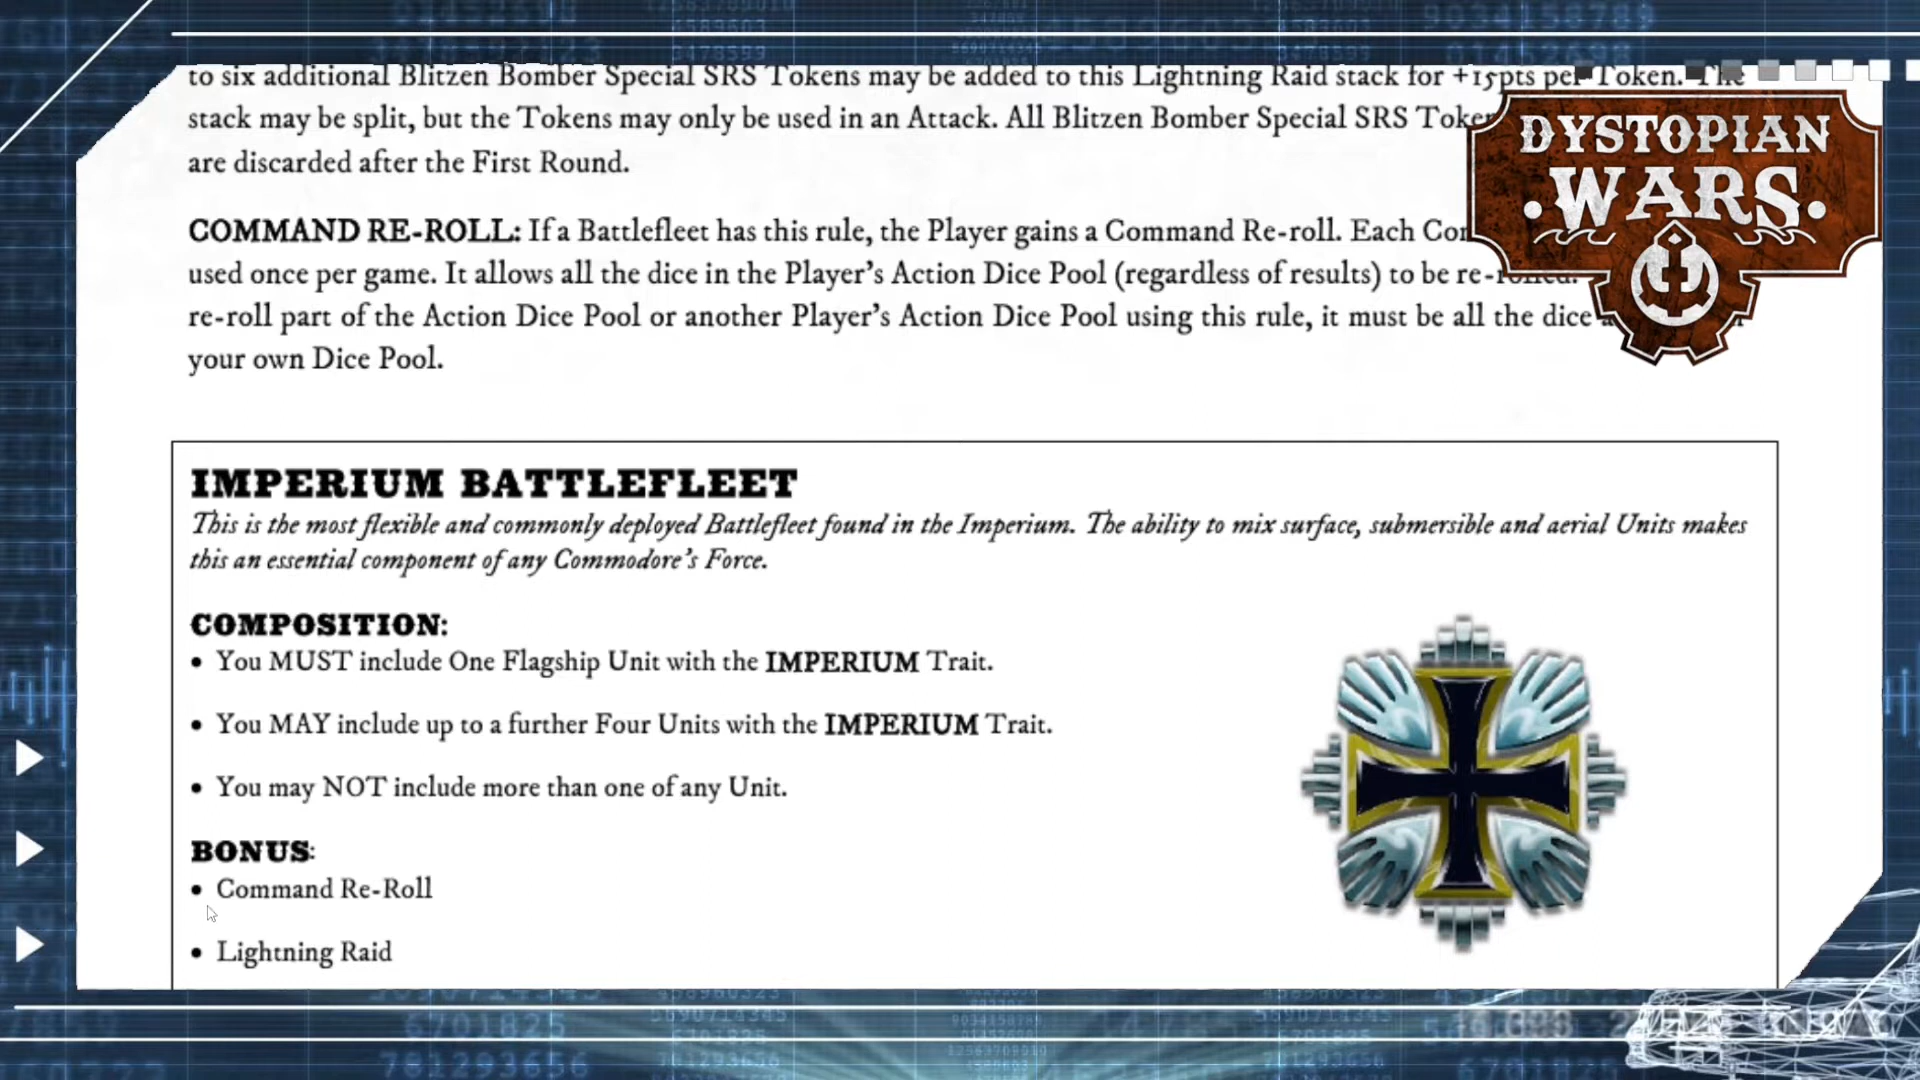 to six additional Blitzen Bomber Special SRS Tokens may be added to this Lightning Raid stack for +15pts per Token. The
stack may be split, but the Tokens may only be used in an Attack. All Blitzen Bomber Special SRS
are discarded after the First Round.
COMMAND RE-ROLL: If a Battlefleet has this rule, the Player gains a Command Re-roll. Each
used once per game. It allows all the dice in the Player's Action Dice Pool (regardless of results) to be
re-roll part of the Action Dice Pool or another Player's Action Dice Pool using this rule, it must be all the dice
your own Dice Pool.
DYSTOPIAN
WARS
IMPERIUM BATTLEFLEET
This is the most flexible and commonly deployed Battlefleet found in the Imperium. The ability to mix surface, submersible and aerial Units makes
this an essential component of any Commodore's Force.
COMPOSITION:
• You MUST include One Flagship Unit with the IMPERIUM Trait.
• You MAY include up to a further Four Units with the IMPERIUM Trait.
• You may NOT include more than one of any Unit.
BONUS:
• Command Re-Roll
• Lightning Raid
6701825
781293656